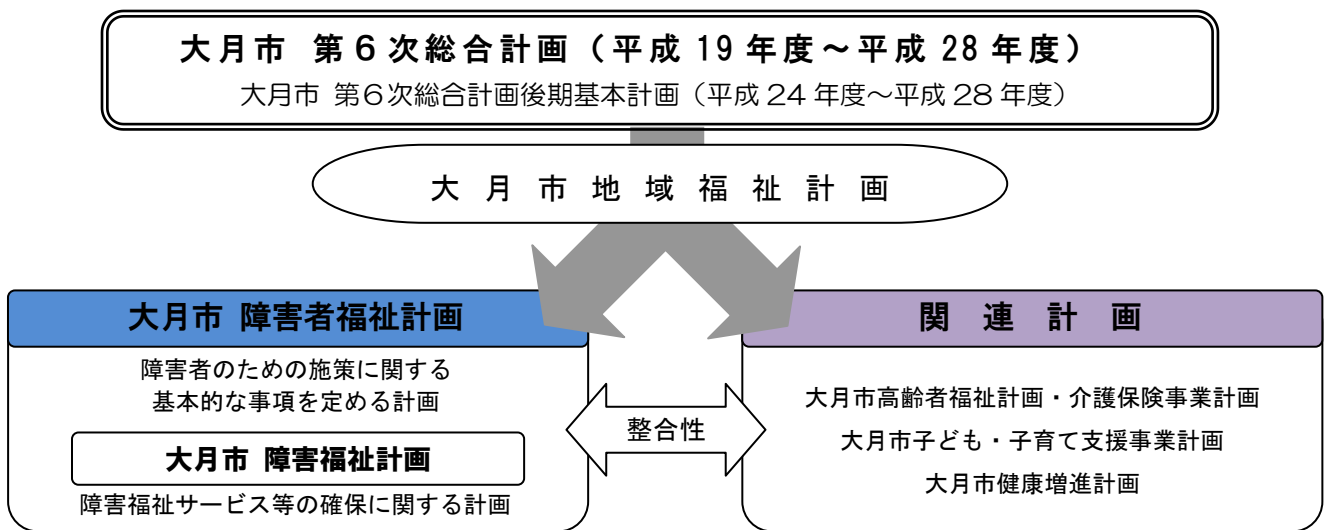 大月市 第6次総合計画（平成 19 年度～平成 28 年度）
大月市 第６次総合計画後期基本計画（平成 24 年度～平成 28 年度）
大月市地域福祉計画
大月市 障害者福祉計画
障害者のための施策に関する
基本的な事項を定める計画
大月市 障害福祉計画
障害福祉サービス等の確保に関する計画
整合性
関連計画
大月市高齢者福祉計画・介護保険事業計画
大月市子ども・子育て支援事業計画
大月市健康増進計画